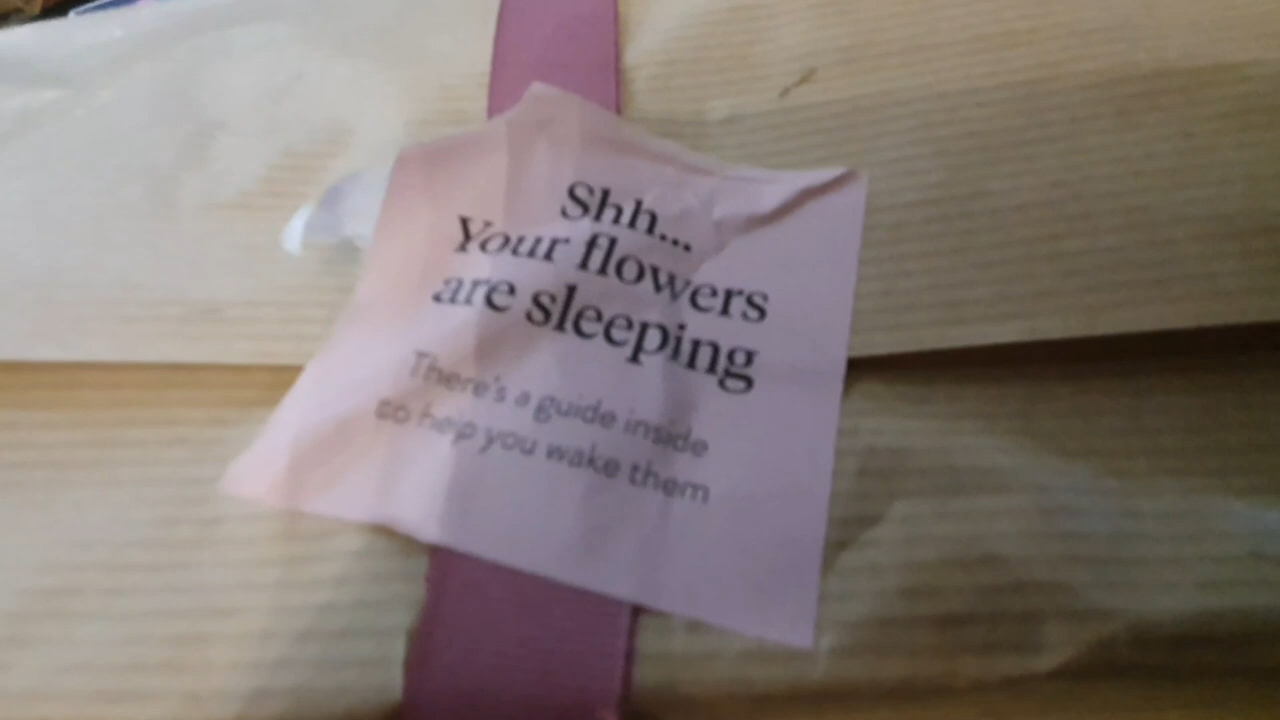 Shh...
Your flowers
are sleeping
There's a guide inside
to help you wake them